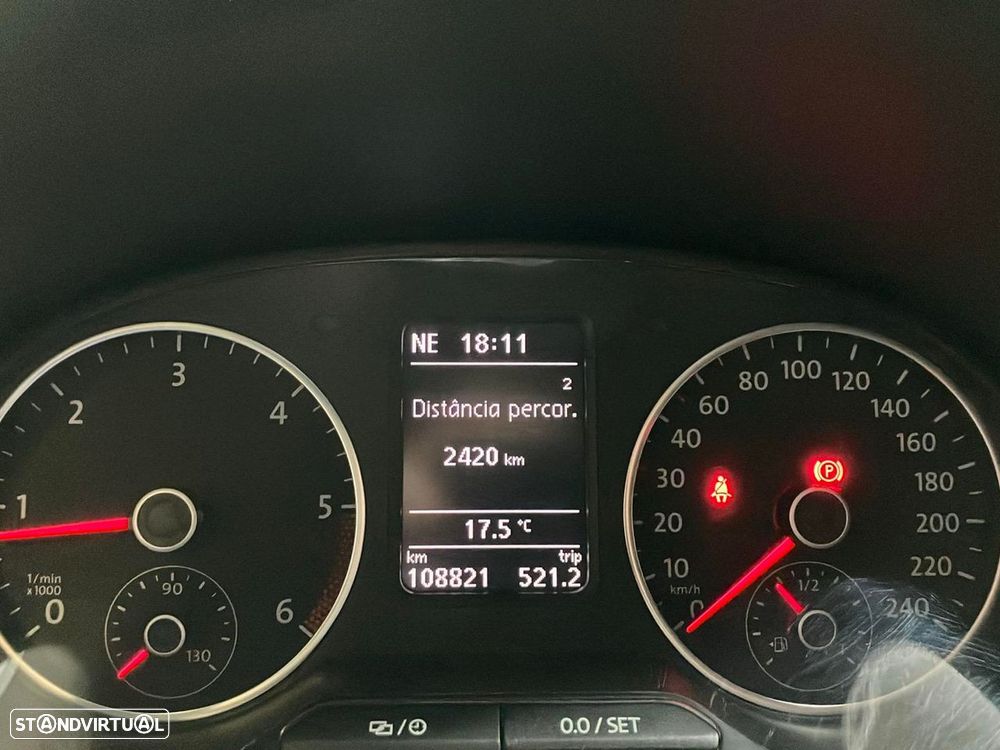 NE 18:11
2
Distância percor.
2420 km
17.5 °C
km trip
108821 521.2
0 1 2 3 4 5 6
1/min
x1000
90
130
0 10 20 30 40 60 80 100 120 140 160 180 200 220 240
km/h
P
1/2
/
0.0 / SET
STANDVIRTUAL